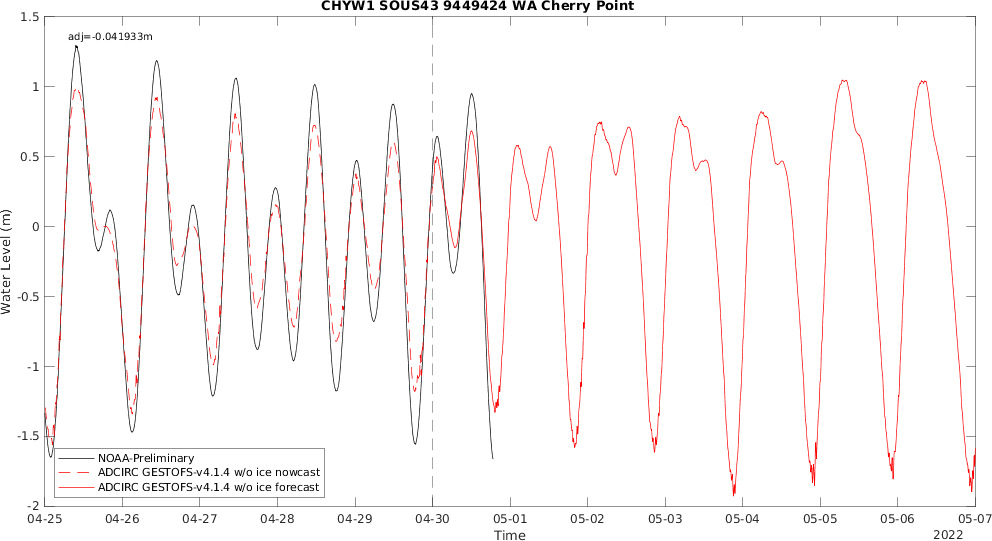 CHYW1 SOUS43 9449424 WA Cherry Point
adj=-0.041933m
1.5
1
0.5
0
-0.5
-1
-1.5
-2
Water Level (m)
NOAA-Preliminary
ADCIRC GESTOFS-v4.1.4 w/o ice nowcast
ADCIRC GESTOFS-v4.1.4 w/o ice forecast
04-25 04-26 04-27 04-28 04-29 04-30 05-01 05-02 05-03 05-04 05-05 05-06 05-07
Time
2022